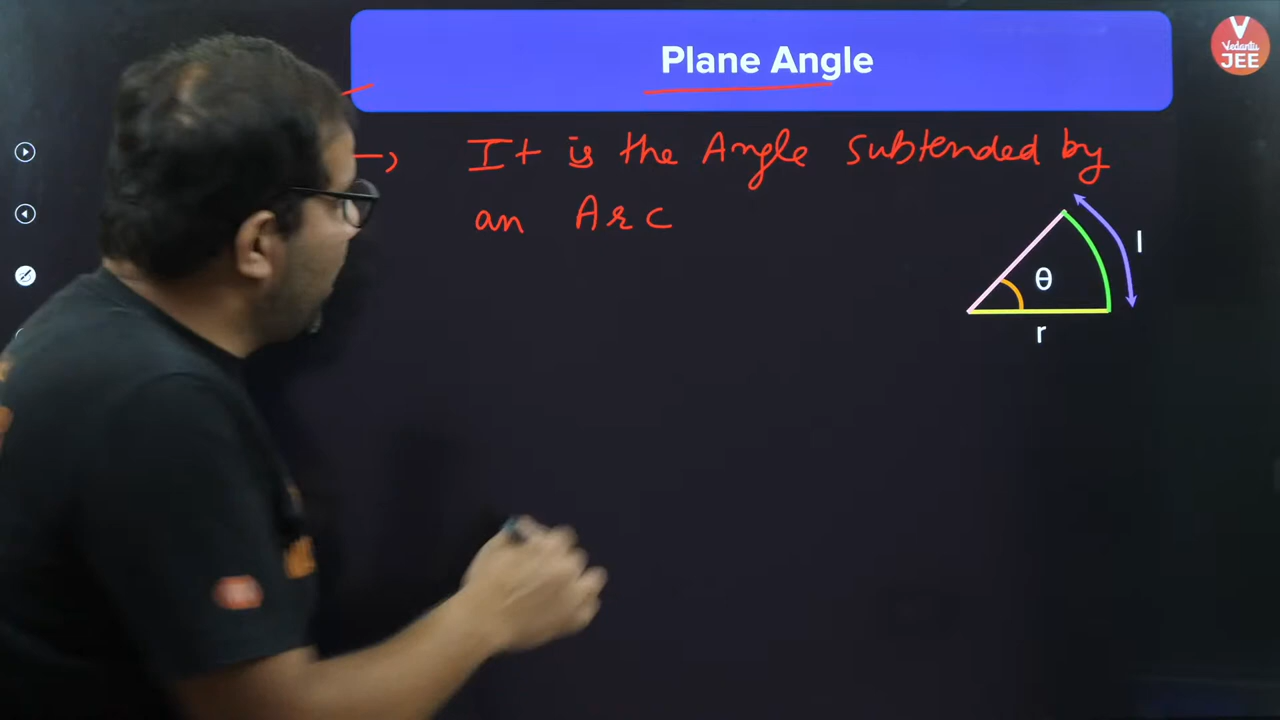 Plane Angle
V
Vedantu
JEE
→ It is the Angle subtended by
an Arc
θ
l
r